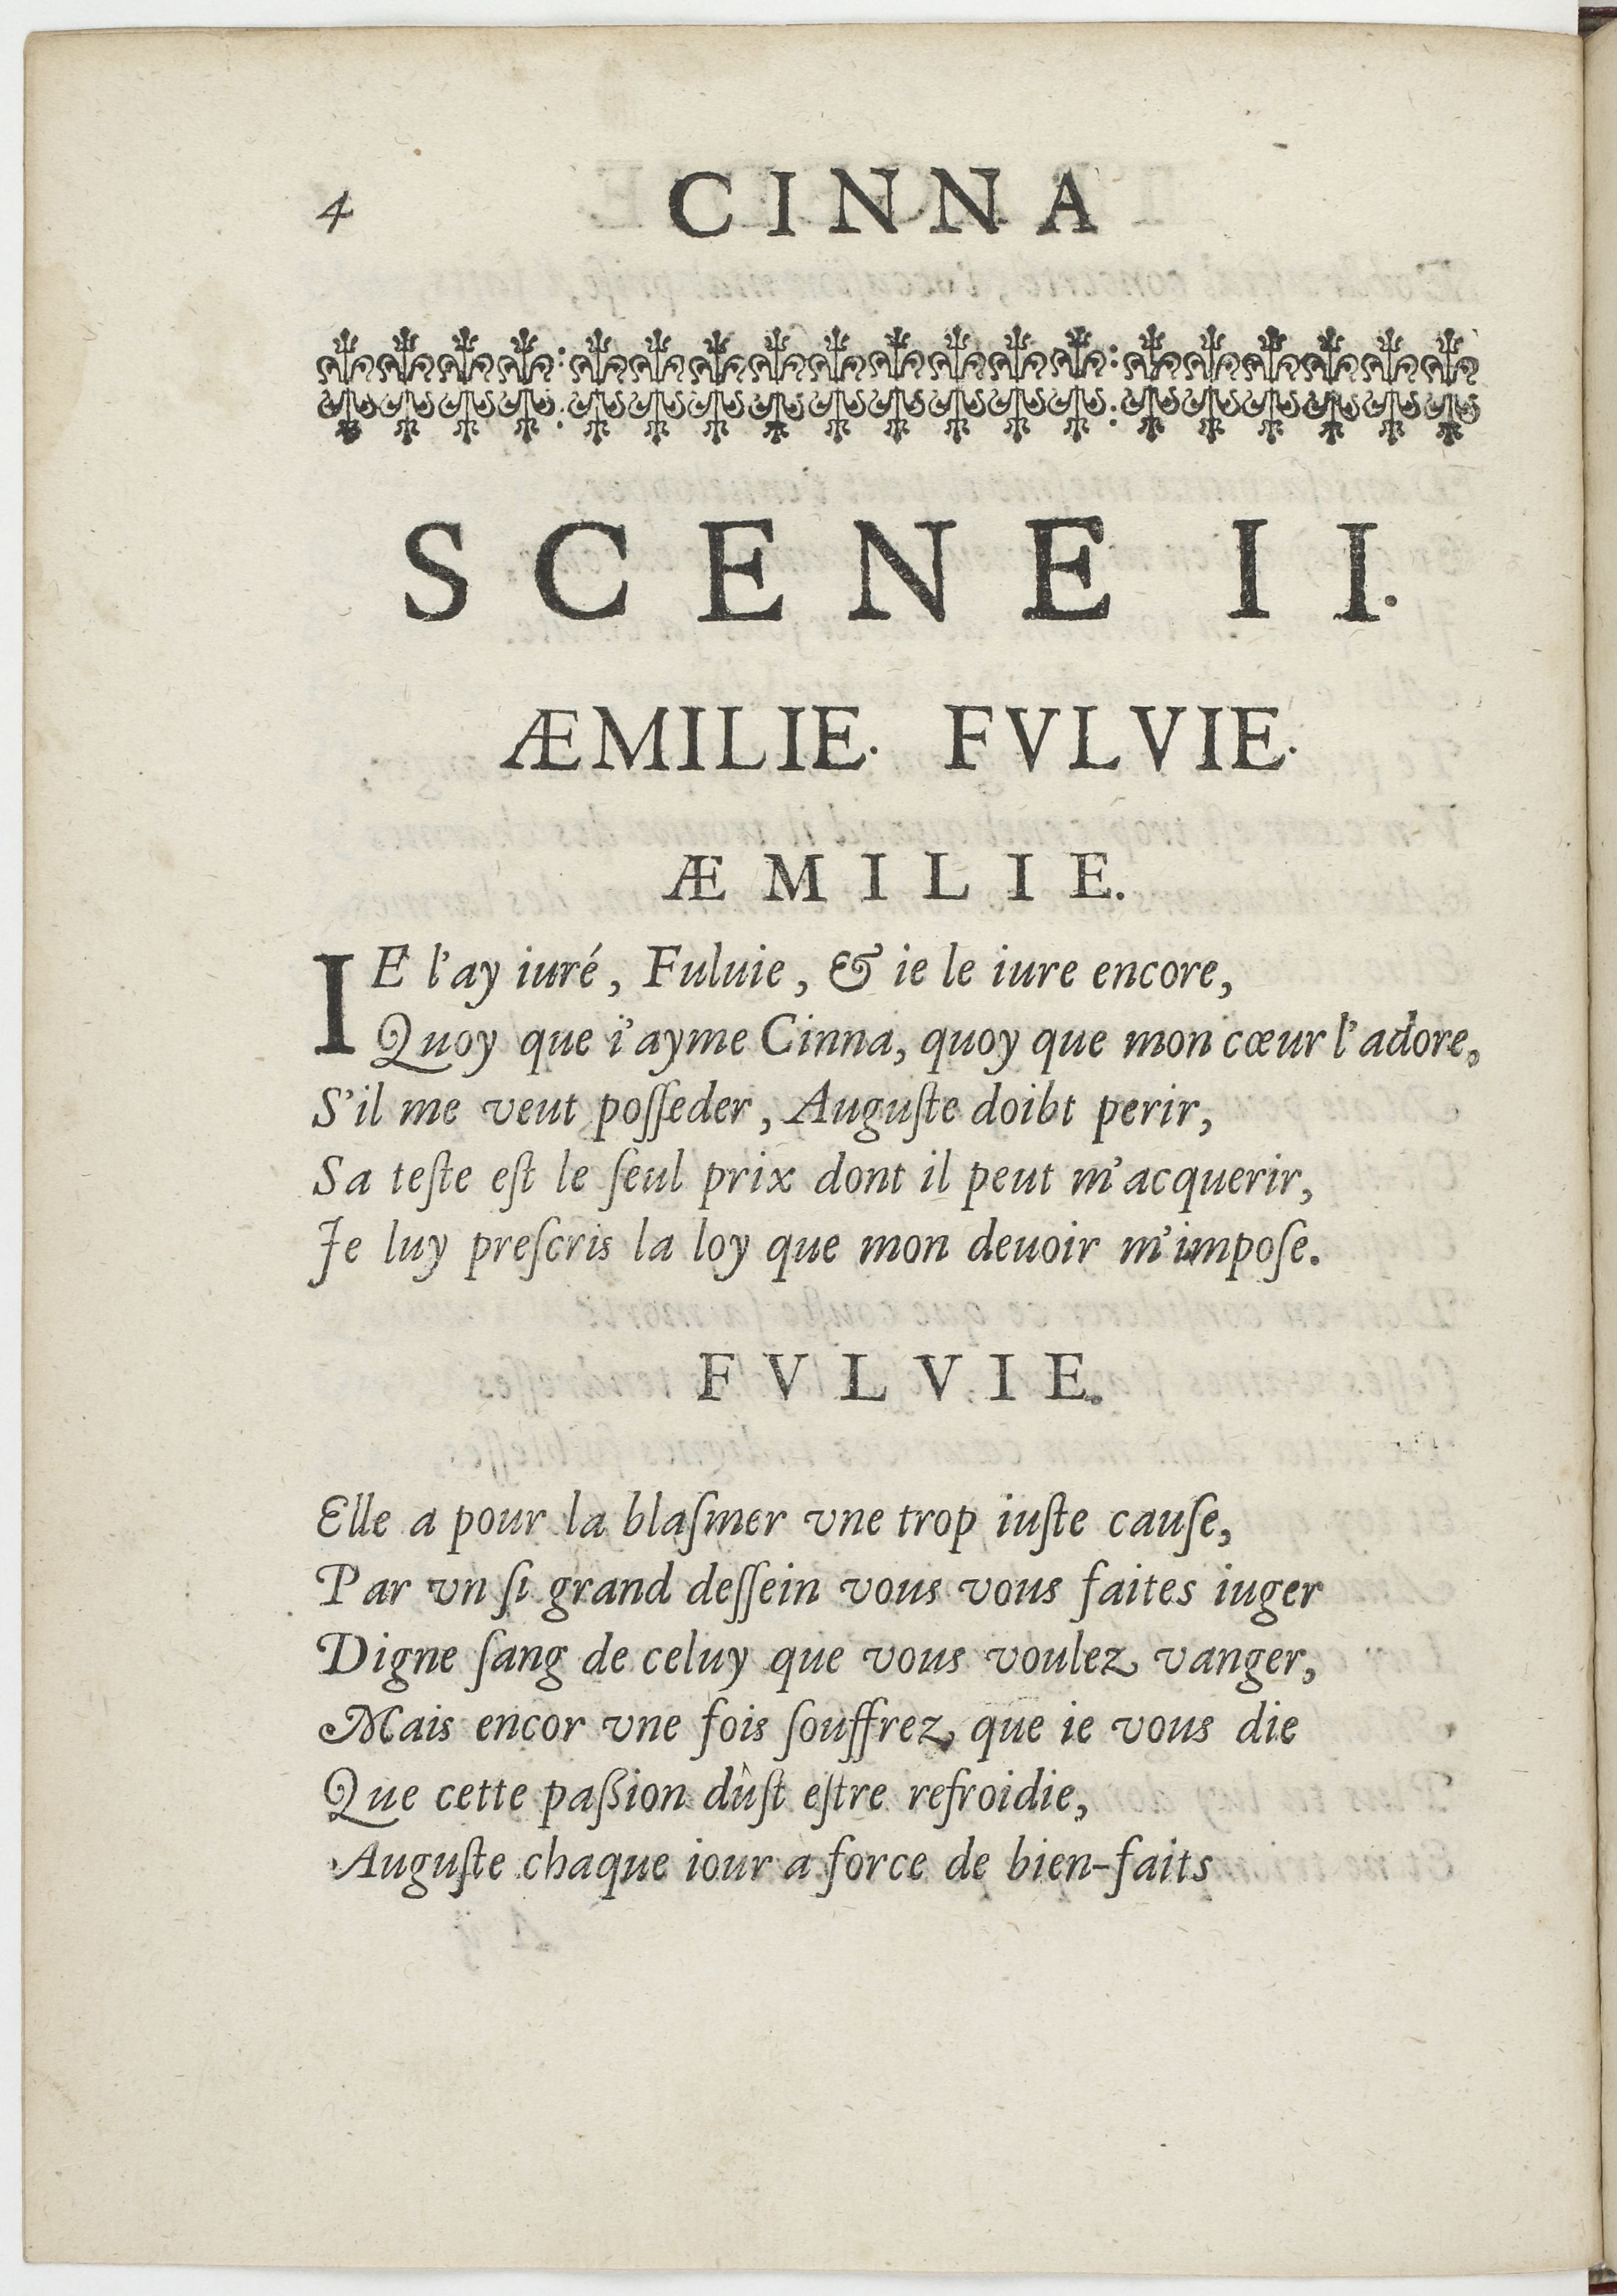 4 CINNA
SCENE II.
ÆMILIE. FVLVIE.
ÆMILIE.
IE l'ay iuré, Fuluie, & ie le iure encore,
Quoy que i'ayme Cinna, quoy que mon cœur l'adore,
S'il me veut poſſeder, Auguſte doibt perir,
Sa teſte eſt le ſeul prix dont il peut m'acquerir,
Je luy preſcris la loy que mon deuoir m'impoſe.
FVLVIE.
Elle a pour la blaſmer vne trop iuſte cauſe,
Par vn ſi grand deſſein vous vous faites iuger
Digne ſang de celuy que vous voulez vanger,
Mais encor vne fois ſouffrez, que ie vous die
Que cette paßion dùſt eſtre refroidie,
Auguſte chaque iour a force de bien-faits